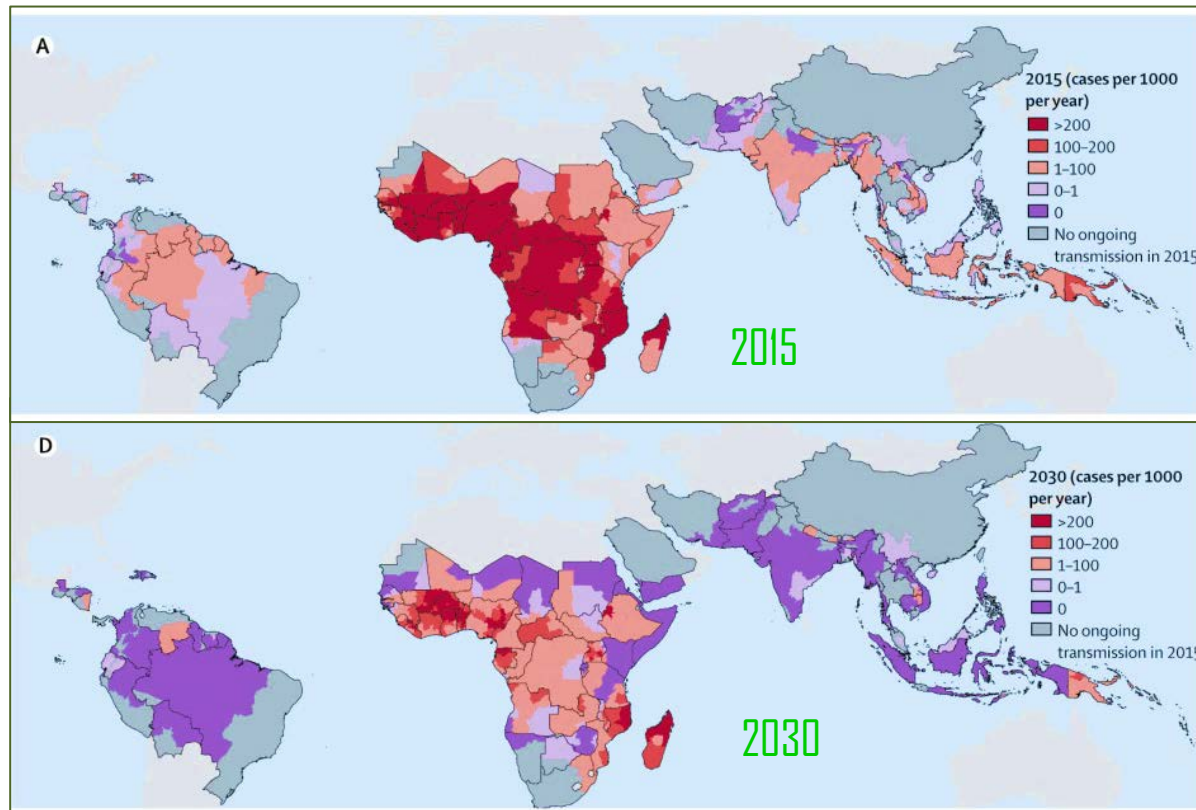 A
2015 (cases per 1000
per year)
>200
100–200
1–100
0–1
0
No ongoing
transmission in 2015
2015
D
2030 (cases per 1000
per year)
>200
100–200
1–100
0–1
0
No ongoing
transmission in 2015
2030